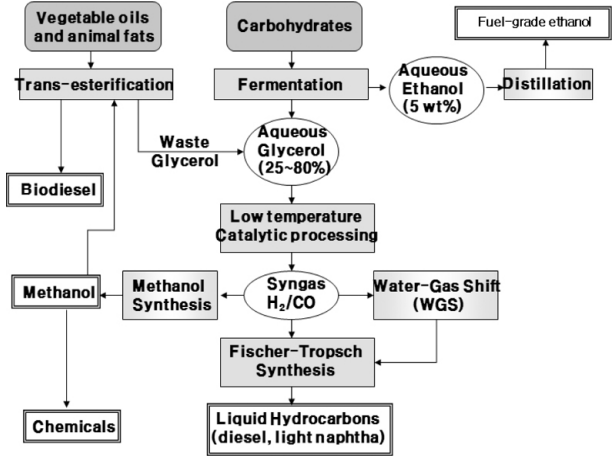 Vegetable oils
and animal fats
Carbohydrates
Fuel-grade ethanol
Trans-esterification
Fermentation
Aqueous
Ethanol
(5 wt%)
Distillation
Waste
Glycerol
Aqueous
Glycerol
(25~80%)
Biodiesel
Low temperature
Catalytic processing
Methanol
Methanol
Synthesis
Syngas
H₂/CO
Water-Gas Shift
(WGS)
Fischer-Tropsch
Synthesis
Chemicals
Liquid Hydrocarbons
(diesel, light naphtha)